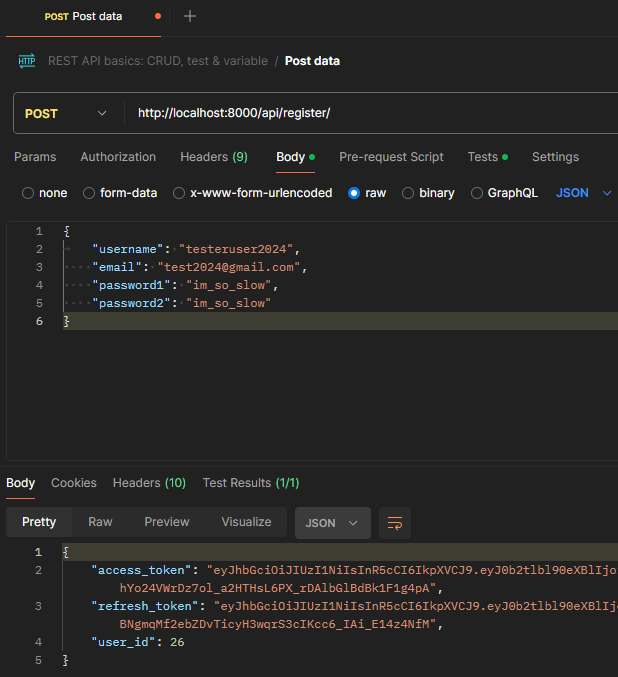 POST Post data
HTTP REST API basics: CRUD, test & variable / Post data
POST http://localhost:8000/api/register/
Params Authorization Headers (9) Body Pre-request Script Tests Settings
none form-data x-www-form-urlencoded raw binary GraphQL JSON
1 {
2 "username": "testeruser2024",
3 "email": "test2024@gmail.com",
4 "password1": "im_so_slow",
5 "password2": "im_so_slow"
6 }
Body Cookies Headers (10) Test Results (1/1)
Pretty Raw Preview Visualize JSON
1 {
2 "access_token": "eyJhbGciOiJIUzI1NiIsInR5cCI6IkpXVCJ9.eyJ0b2tlbl90eXBlIjo
hYo24VWrDz7ol_a2HTHsL6PX_rDAlbGlBdBk1F1g4pA",
3 "refresh_token": "eyJhbGciOiJIUzI1NiIsInR5cCI6IkpXVCJ9.eyJ0b2tlbl90eXBlIj
BNgmqMf2ebZDvTicyH3wqrS3cIKcc6_IAi_E14z4NfM",
4 "user_id": 26
5 }